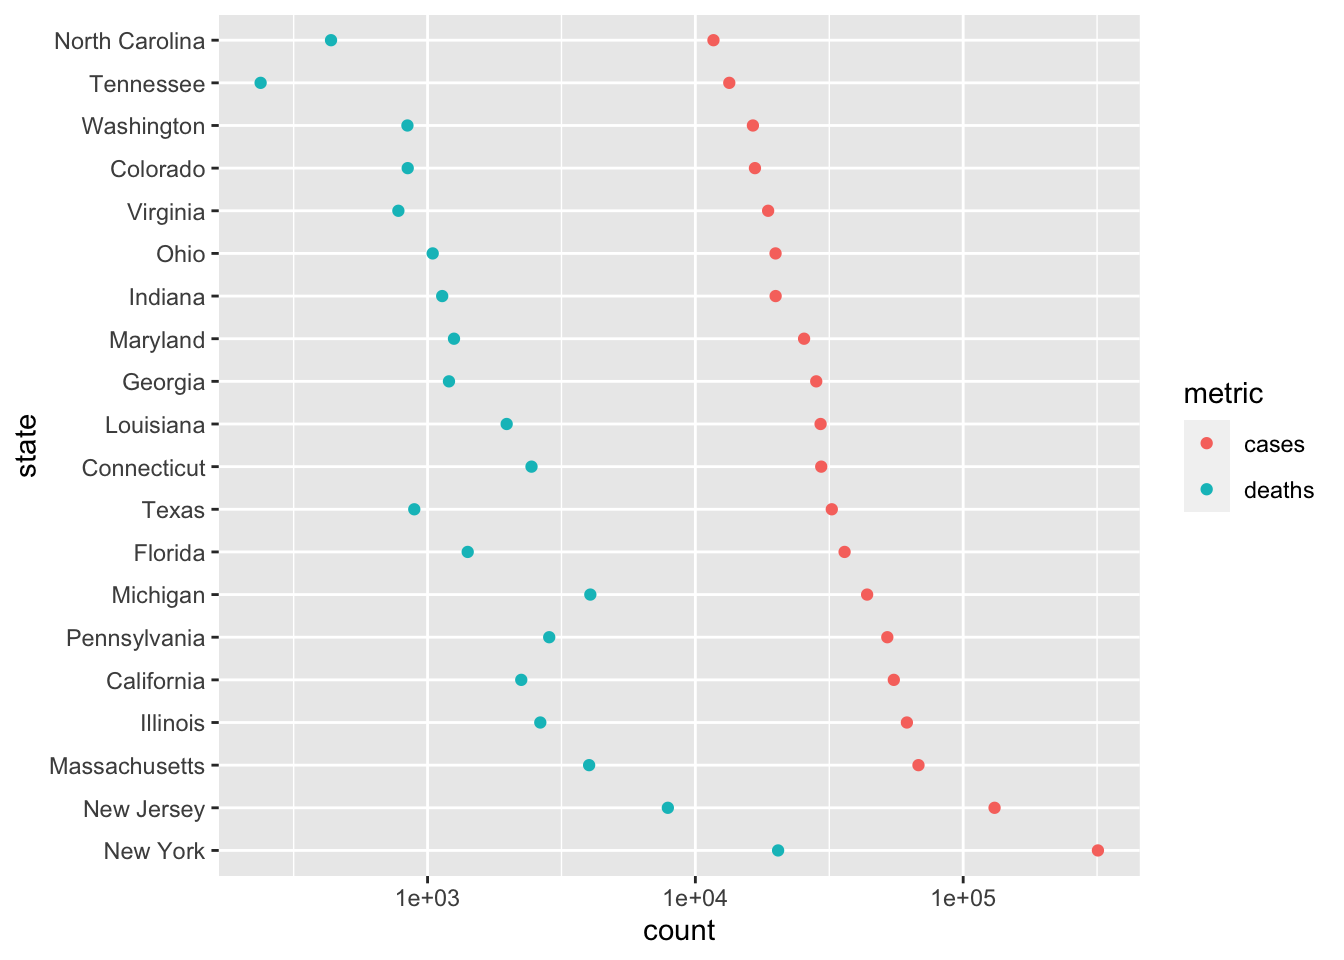 North Carolina
Tennessee
Washington
Colorado
Virginia
Ohio
Indiana
Maryland
Georgia
Louisiana
Connecticut
Texas
Florida
Michigan
Pennsylvania
California
Illinois
Massachusetts
New Jersey
New York
state
1e+03 1e+04 1e+05
count
metric
cases
deaths